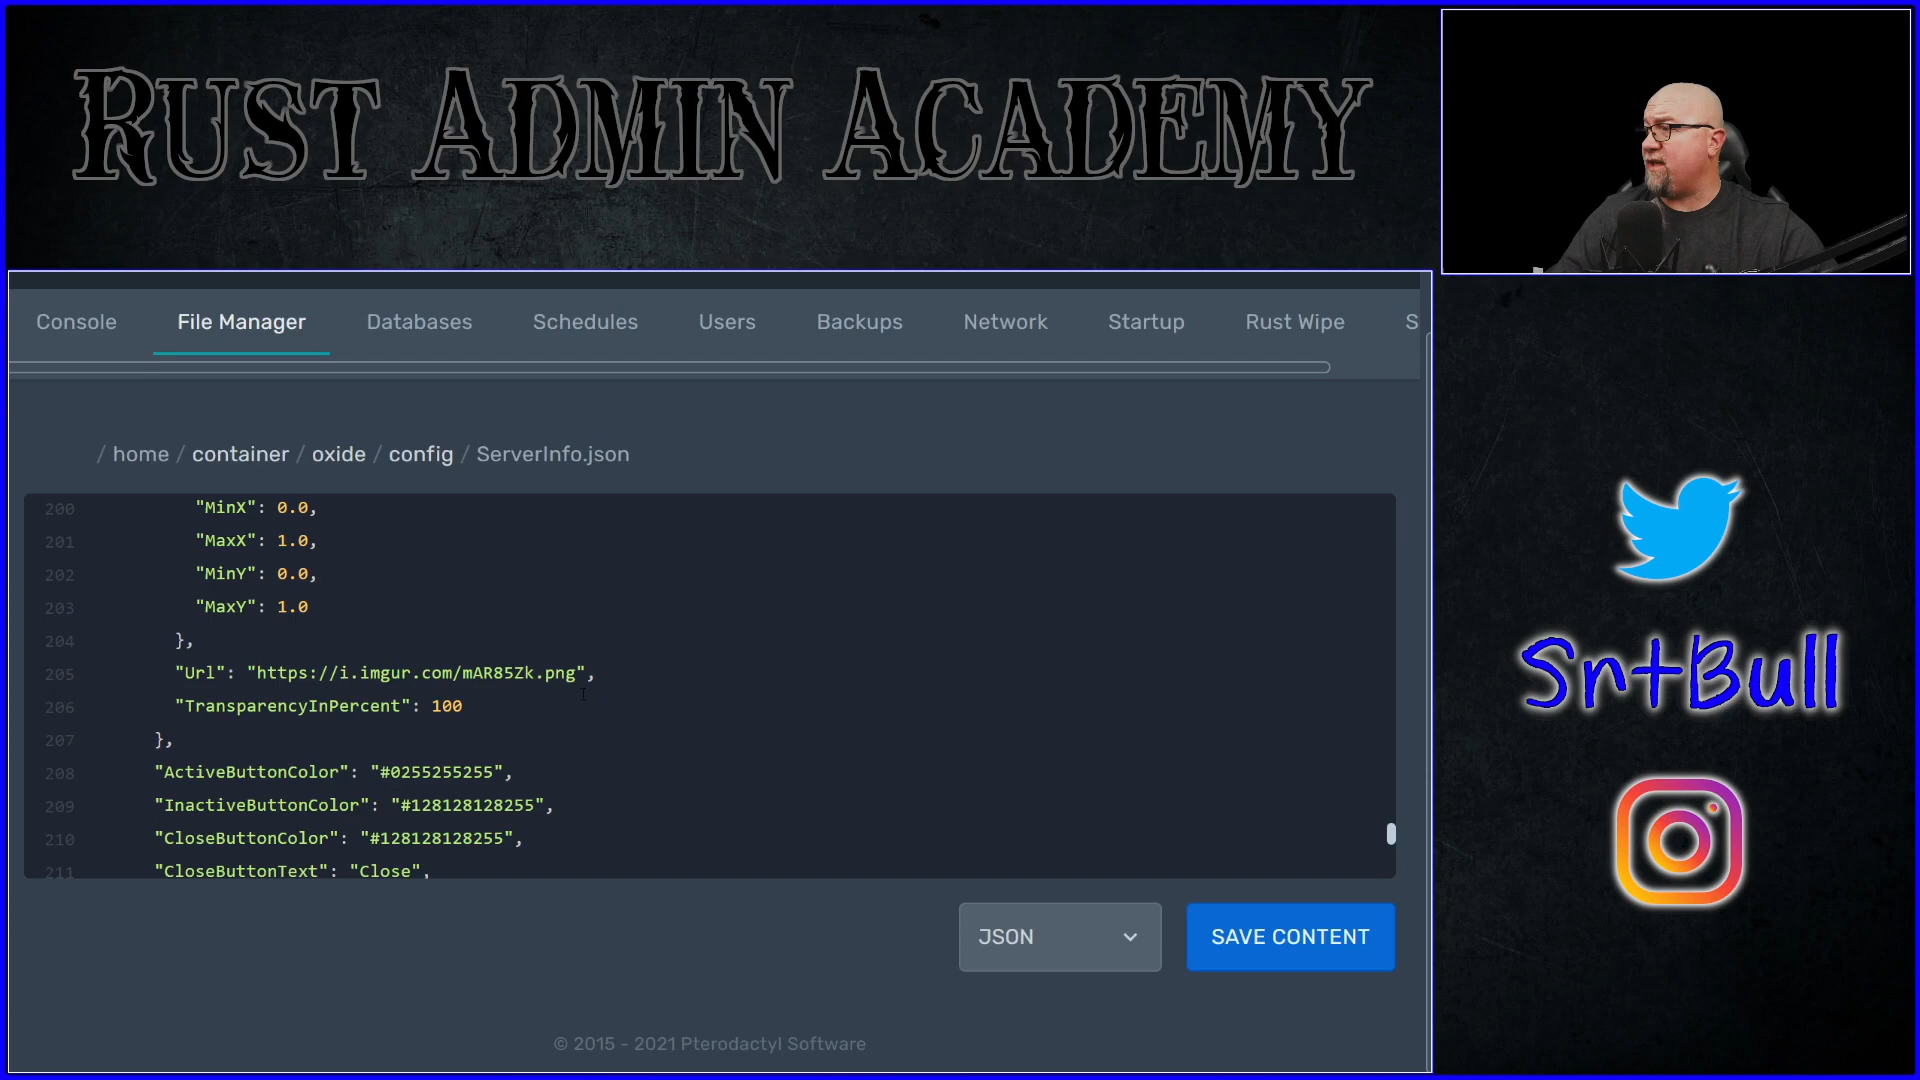 RUST ADMIN ACADEMY
Console File Manager Databases Schedules Users Backups Network Startup Rust Wipe S
/ home / container / oxide / config / ServerInfo.json
200 "MinX": 0.0,
201 "MaxX": 1.0,
202 "MinY": 0.0,
203 "MaxY": 1.0
204 },
205 "Url": "https://i.imgur.com/mAR85Zk.png",
206 "TransparencyInPercent": 100
207 },
208 "ActiveButtonColor": "#0255255255",
209 "InactiveButtonColor": "#128128128255",
210 "CloseButtonColor": "#128128128255",
211 "CloseButtonText": "Close",
JSON
SAVE CONTENT
© 2015 - 2021 Pterodactyl Software
SntBull